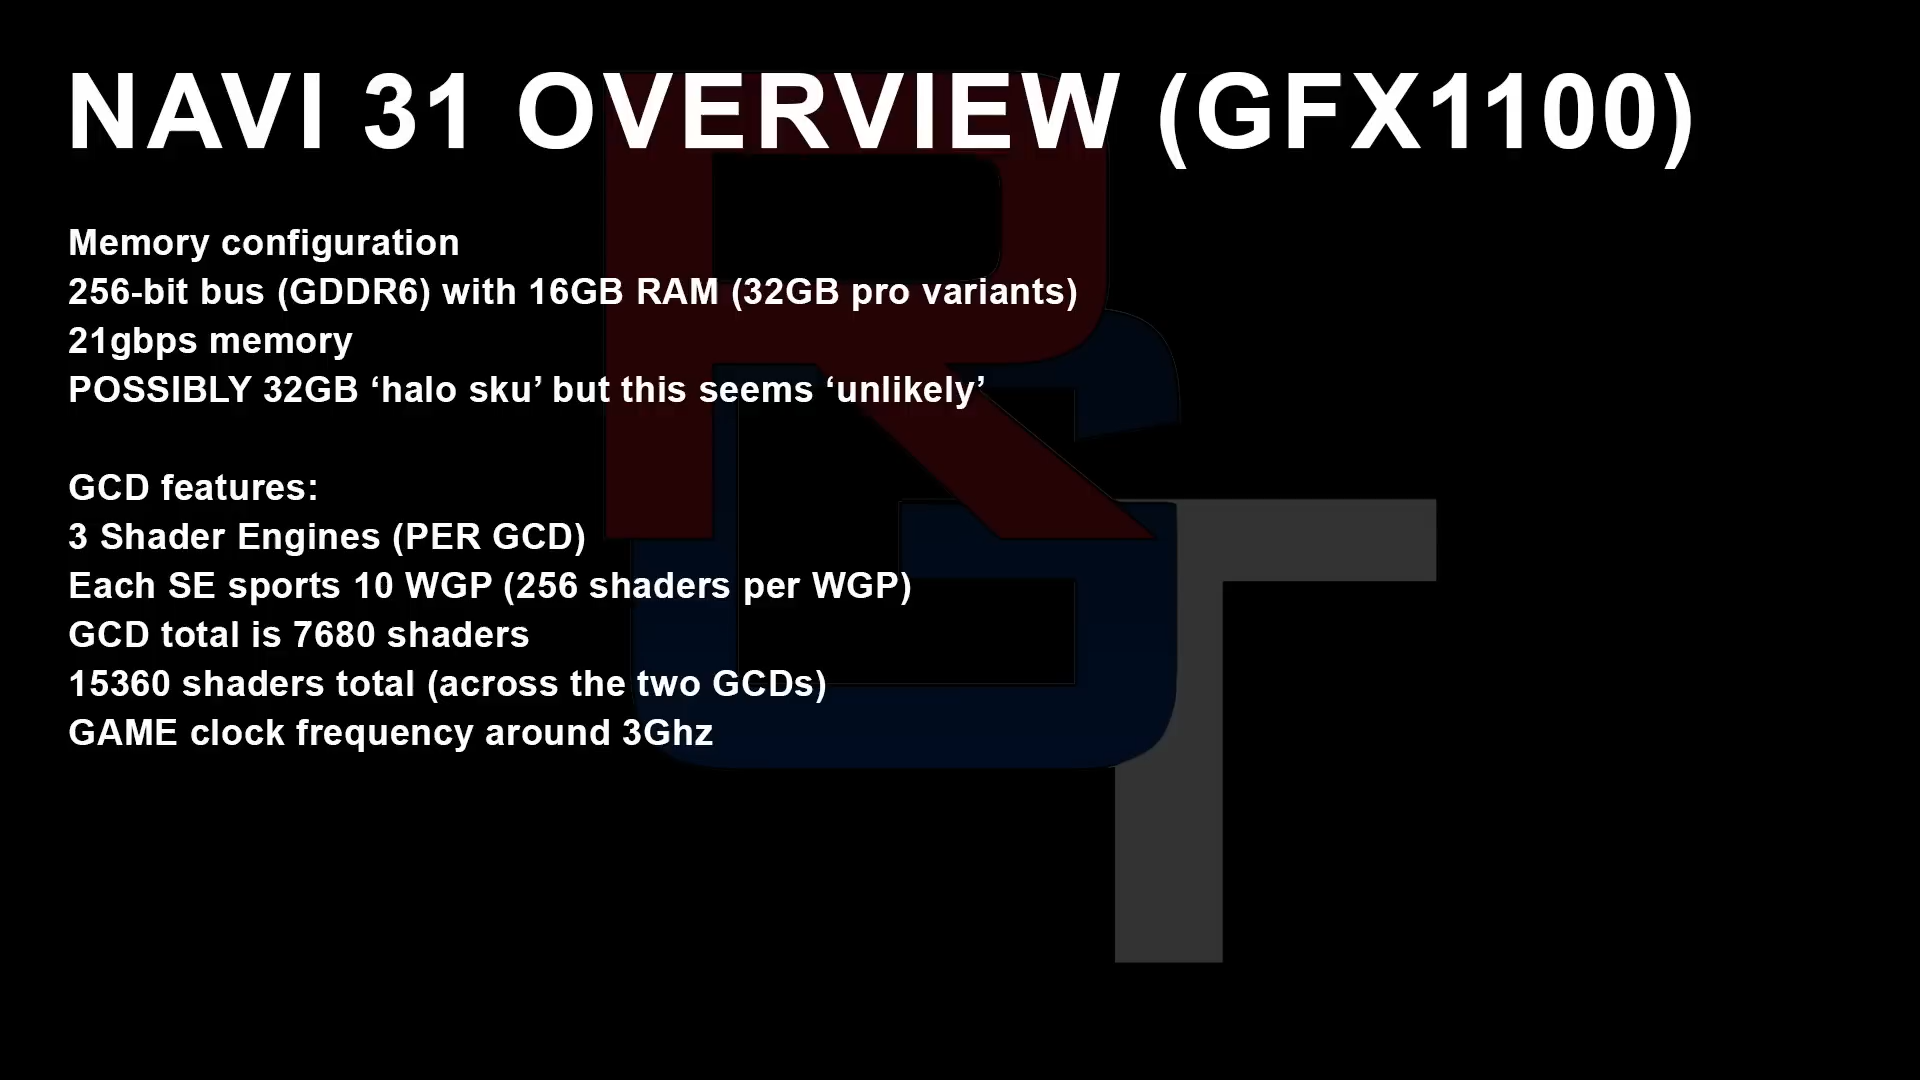 NAVI 31 OVERVIEW (GFX1100)
Memory configuration
256-bit bus (GDDR6) with 16GB RAM (32GB pro variants)
21gbps memory
POSSIBLY 32GB ‘halo sku’ but this seems ‘unlikely’
GCD features:
3 Shader Engines (PER GCD)
Each SE sports 10 WGP (256 shaders per WGP)
GCD total is 7680 shaders
15360 shaders total (across the two GCDs)
GAME clock frequency around 3Ghz
RGT